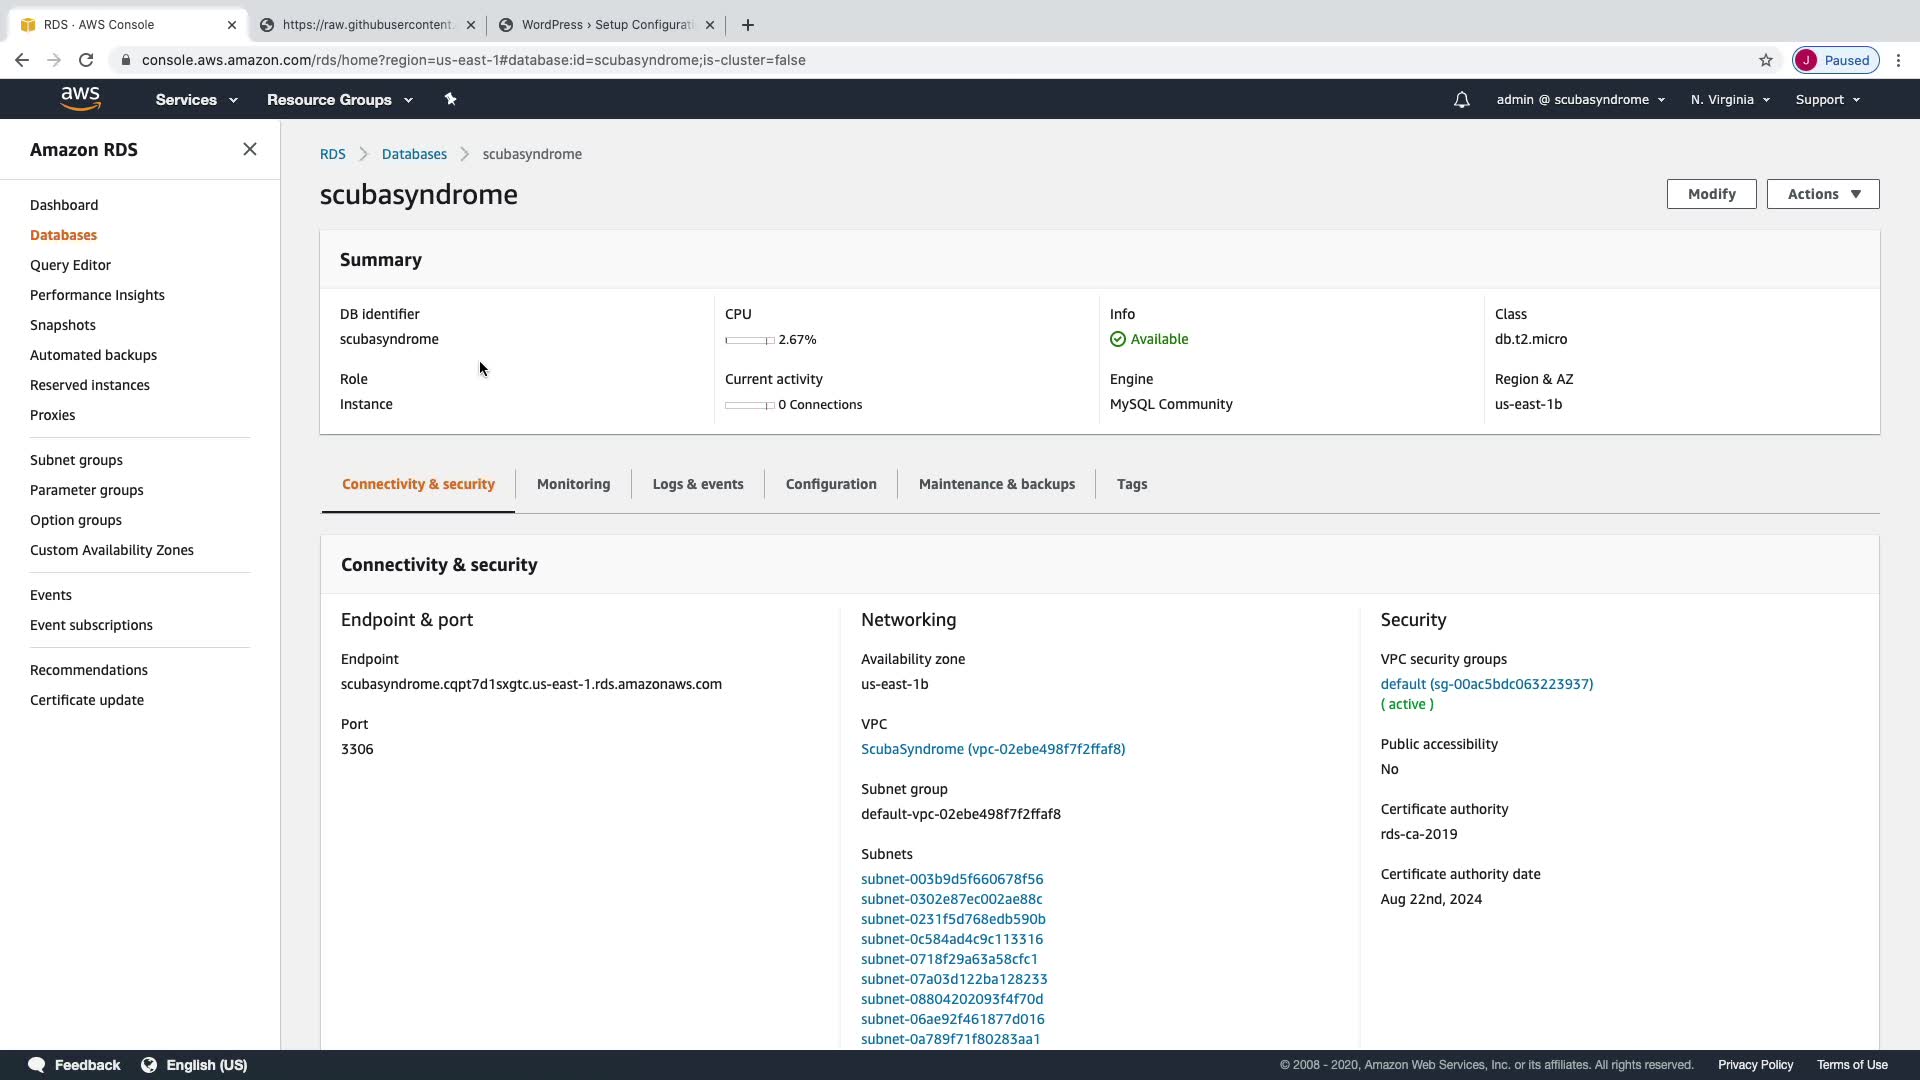 RDS · AWS Console
https://raw.githubusercontent.
WordPress › Setup Configurati
console.aws.amazon.com/rds/home?region=us-east-1#database:id=scubasyndrome;is-cluster=false
J
Paused
aws
Services
Resource Groups
admin @ scubasyndrome
N. Virginia
Support
Amazon RDS
Dashboard
Databases
Query Editor
Performance Insights
Snapshots
Automated backups
Reserved instances
Proxies
Subnet groups
Parameter groups
Option groups
Custom Availability Zones
Events
Event subscriptions
Recommendations
Certificate update
RDS
Databases
scubasyndrome
scubasyndrome
Modify
Actions
Summary
DB identifier
scubasyndrome
CPU
2.67%
Info
Available
Class
db.t2.micro
Role
Instance
Current activity
0 Connections
Engine
MySQL Community
Region & AZ
us-east-1b
Connectivity & security
Monitoring
Logs & events
Configuration
Maintenance & backups
Tags
Connectivity & security
Endpoint & port
Endpoint
scubasyndrome.cqpt7d1sxgtc.us-east-1.rds.amazonaws.com
Port
3306
Networking
Availability zone
us-east-1b
VPC
ScubaSyndrome (vpc-02ebe498f7f2ffaf8)
Subnet group
default-vpc-02ebe498f7f2ffaf8
Subnets
subnet-003b9d5f660678f56
subnet-0302e87ec002ae88c
subnet-0231f5d768edb590b
subnet-0c584ad4c9c113316
subnet-0718f29a63a58cfc1
subnet-07a03d122ba128233
subnet-08804202093f4f70d
subnet-06ae92f461877d016
subnet-0a789f71f80283aa1
Security
VPC security groups
default (sg-00ac5bdc063223937)
( active )
Public accessibility
No
Certificate authority
rds-ca-2019
Certificate authority date
Aug 22nd, 2024
Feedback
English (US)
© 2008 - 2020, Amazon Web Services, Inc. or its affiliates. All rights reserved.
Privacy Policy
Terms of Use